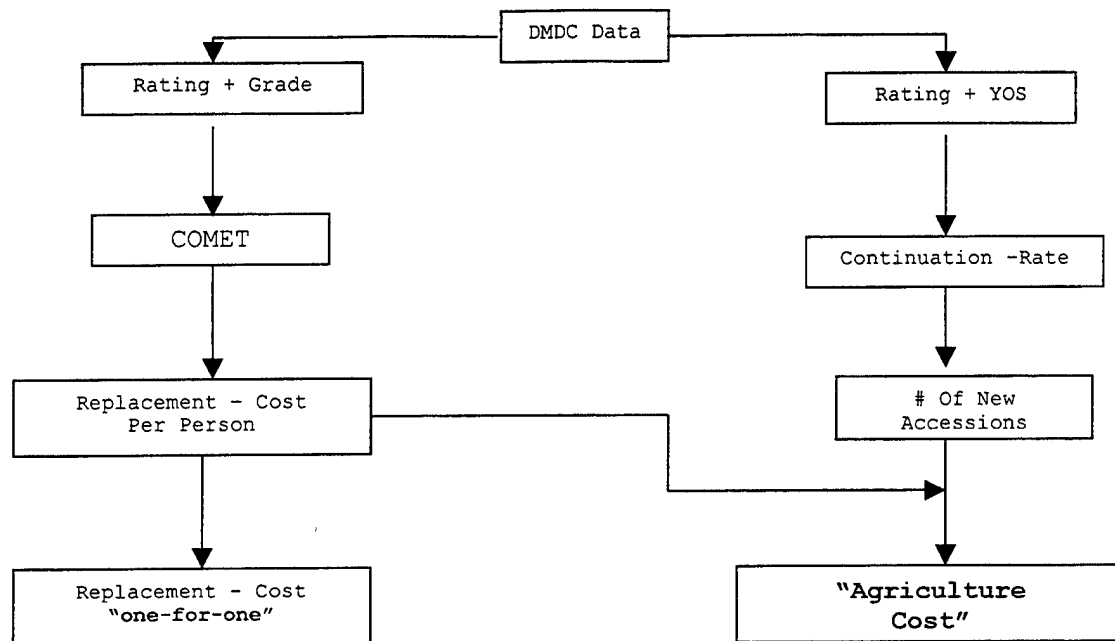 DMDC Data
Rating + Grade
Rating + YOS
COMET
Continuation -Rate
Replacement - Cost
Per Person
# Of New
Accessions
Replacement - Cost
"one-for-one"
"Agriculture
Cost"